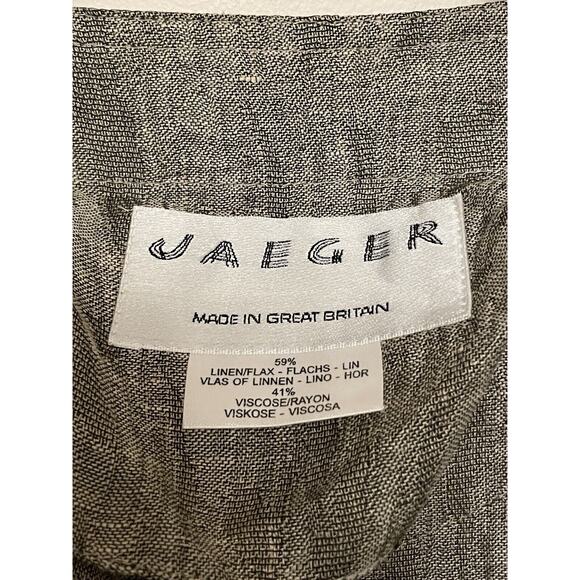 JAEGER
MADE IN GREAT BRITAIN
59%
LINEN/FLAX - FLACHS - LIN
VLAS OF LINNEN - LINO - HOR
41%
VISCOSE/RAYON
VISKOSE - VISCOSA